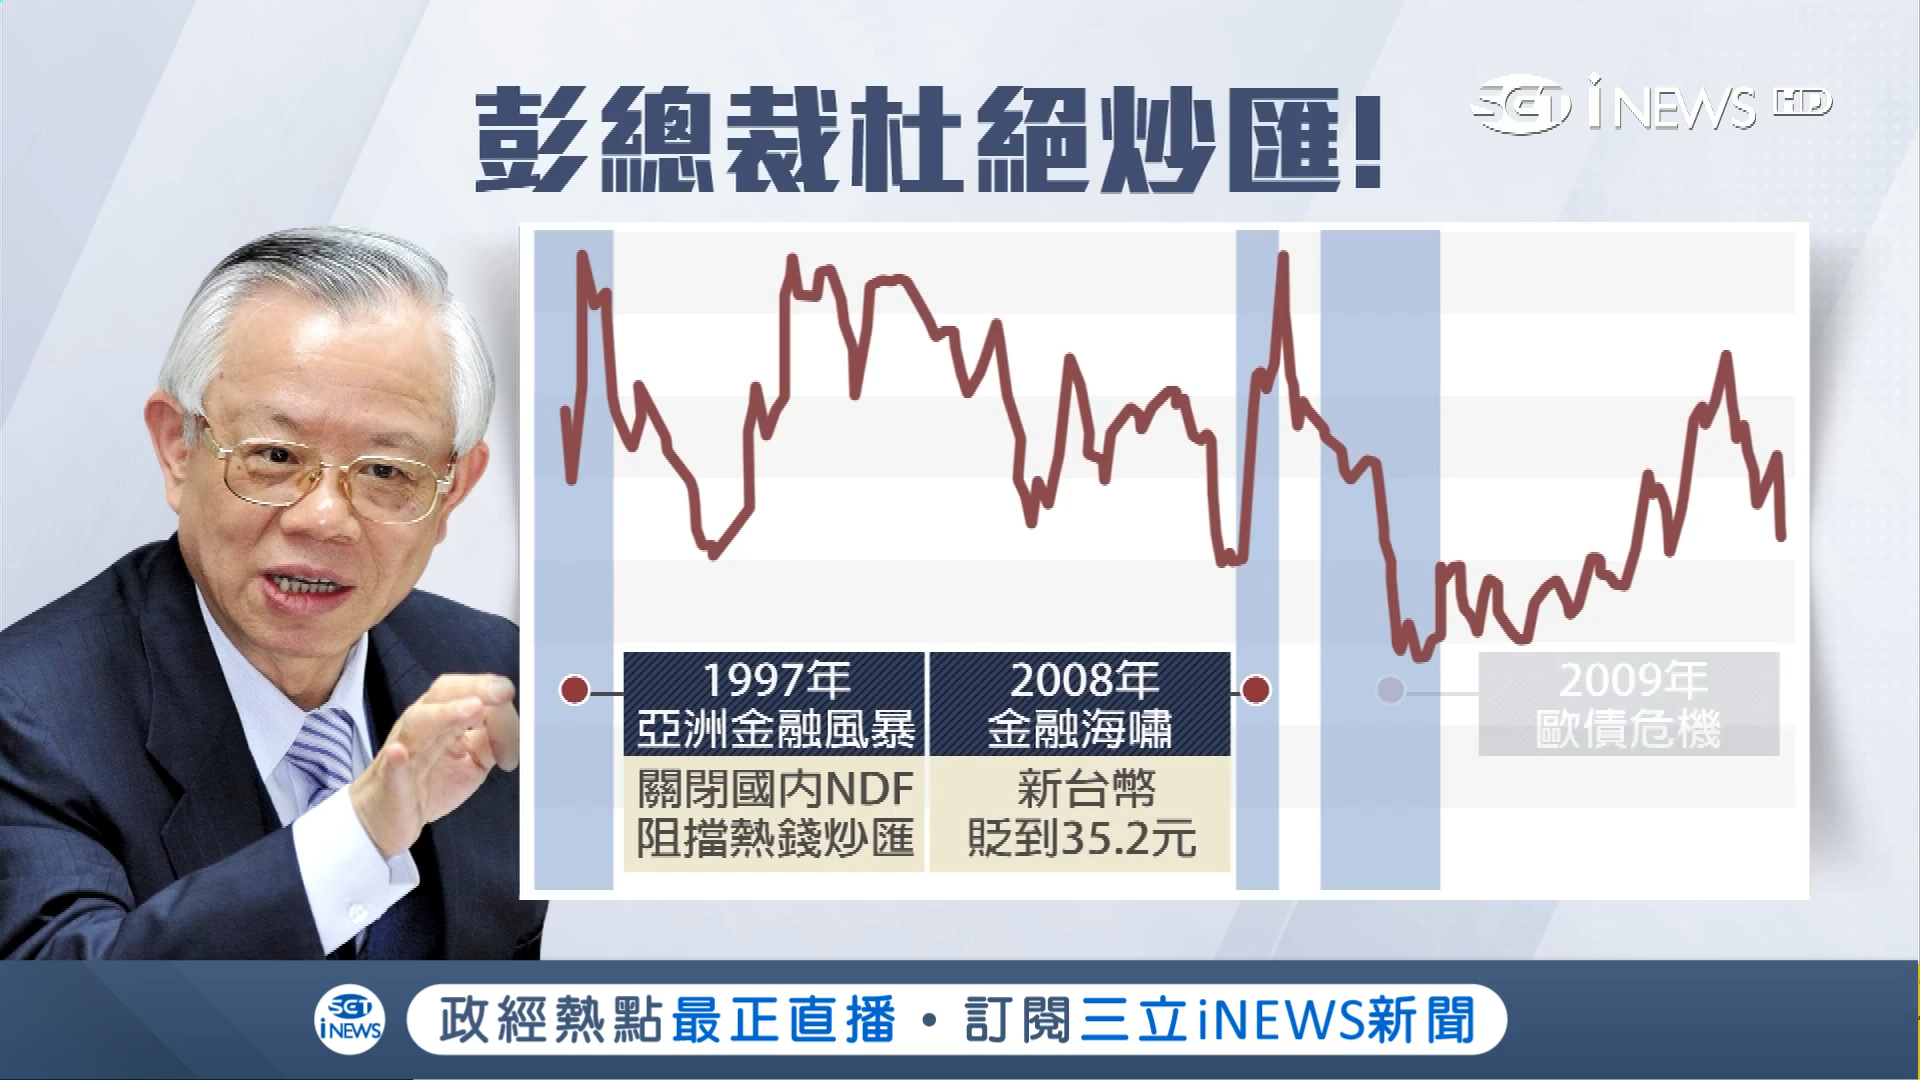 彭總裁杜絕炒匯!
SET iNEWS HD
1997年
亞洲金融風暴
關閉國內NDF
阻擋熱錢炒匯
2008年
金融海嘯
新台幣
貶到35.2元
2009年
歐債危機
SET
iNEWS
政經熱點最正直播・訂閱三立iNEWS新聞